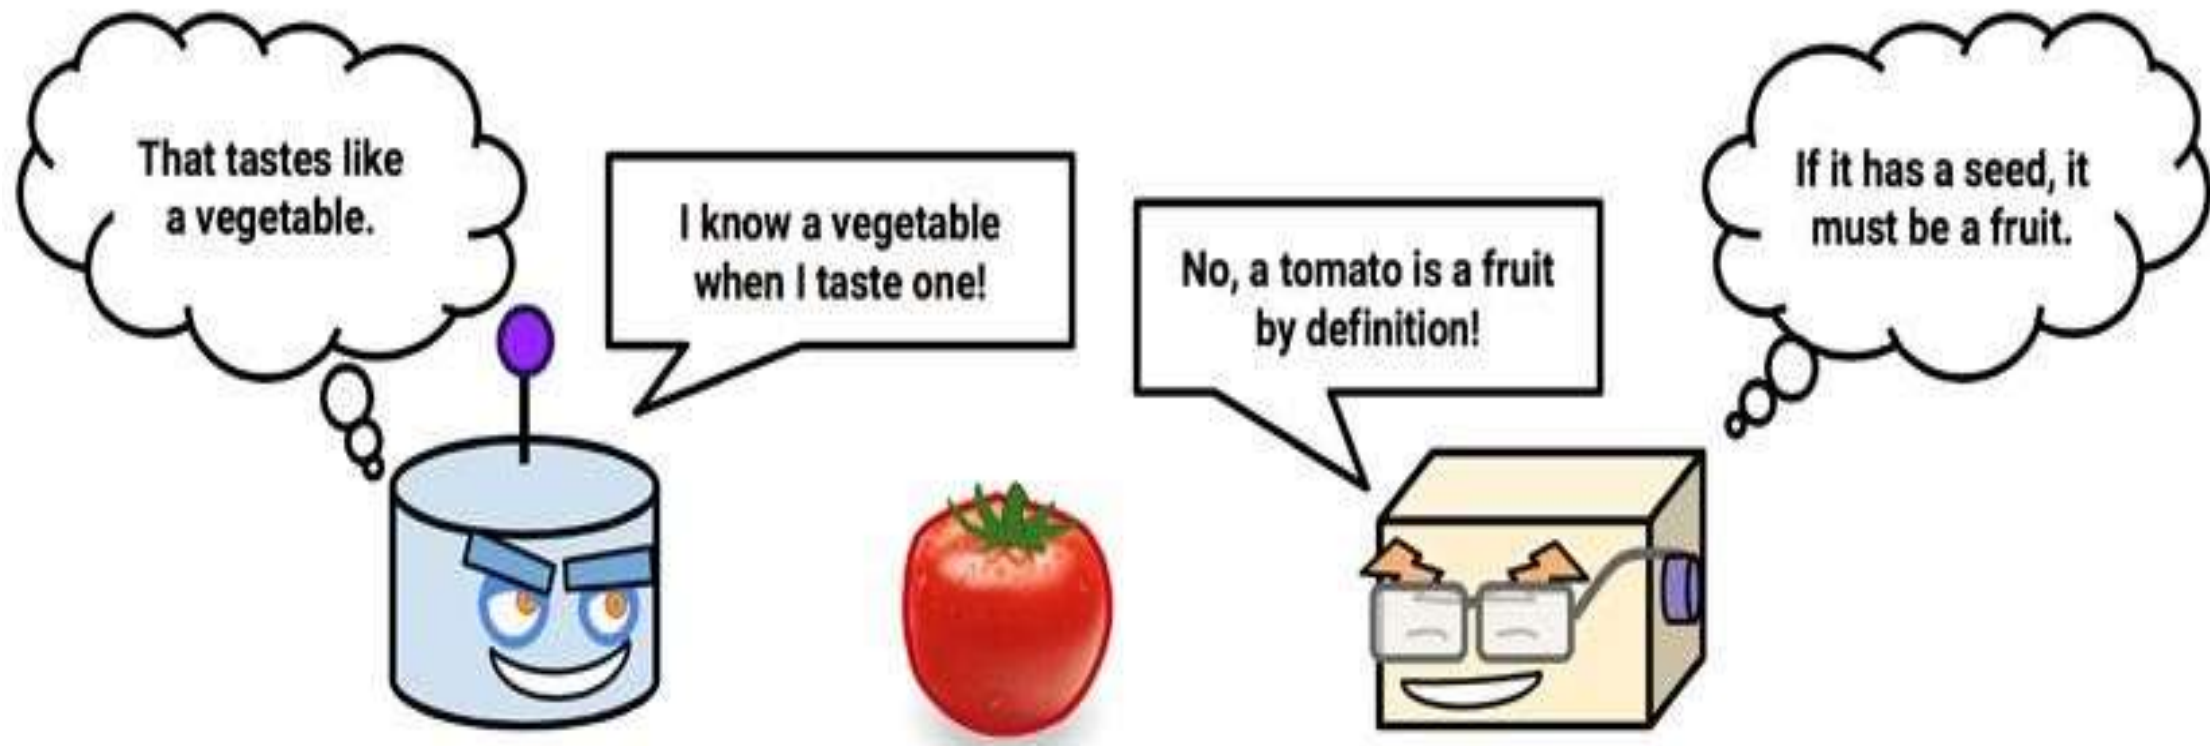 That tastes like
a vegetable.
I know a vegetable
when I taste one!
No, a tomato is a fruit
by definition!
If it has a seed, it
must be a fruit.